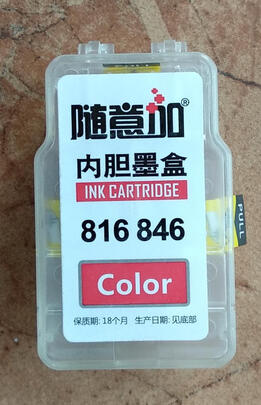 PULL
随意加®
内胆墨盒
INK CARTRIDGE
816 846
PULL
Color
保质期: 18个月 生产日期: 见底部